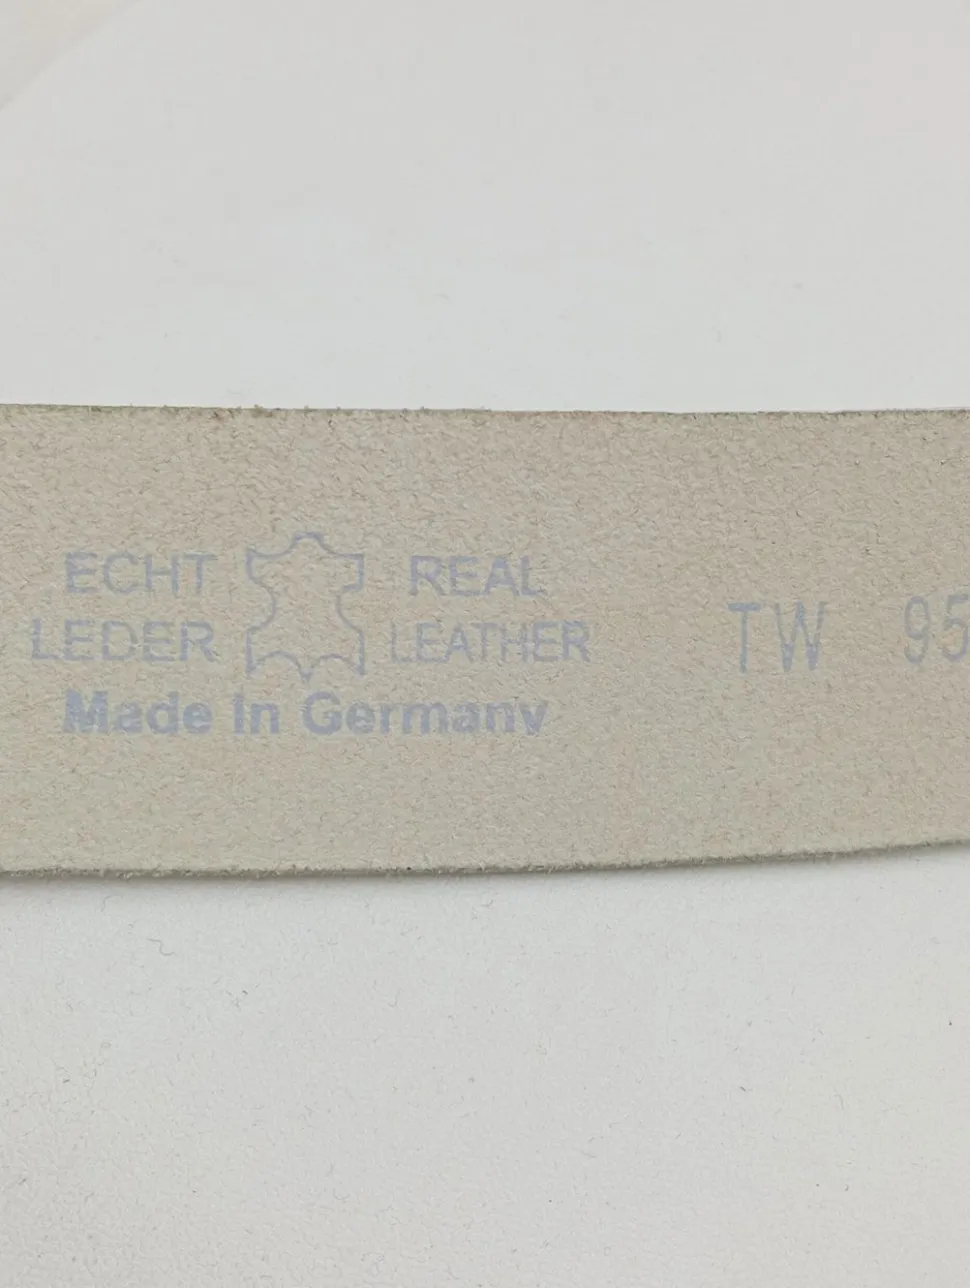 ECHT REAL
LEDER LEATHER
Made In Germany
TW 95